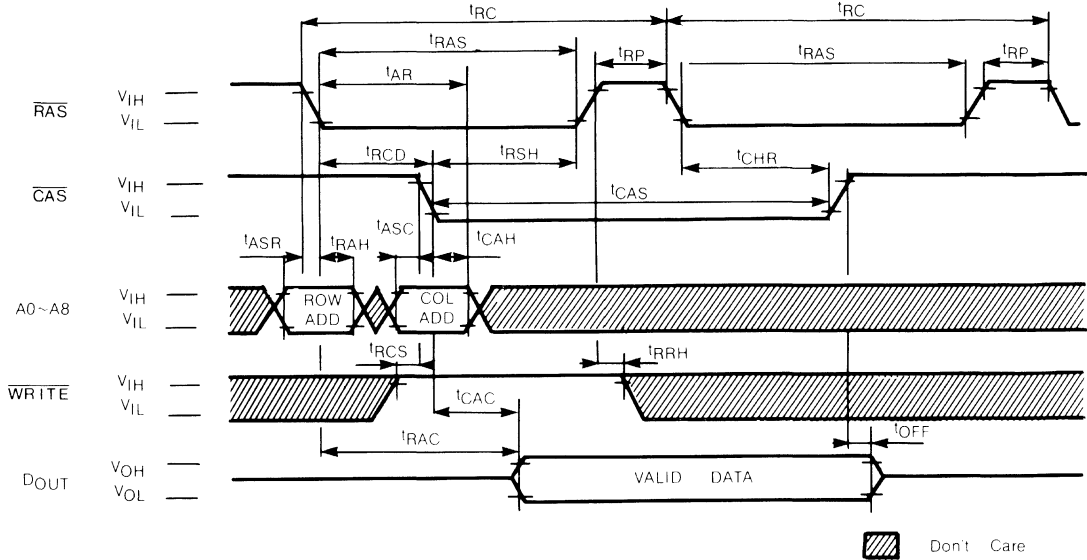 tRC tRC
tRAS tRP tRAS tRP
tAR
RAS VIH
VIL
tRCD tRSH tCHR
CAS VIH
VIL
tCAS
tASR tRAH tASC tCAH
A0~A8 VIH
VIL
ROW ADD
COL ADD
tRCS tRRH
WRITE VIH
VIL
tCAC
tRAC tOFF
DOUT VOH
VOL
VALID DATA
Don't Care